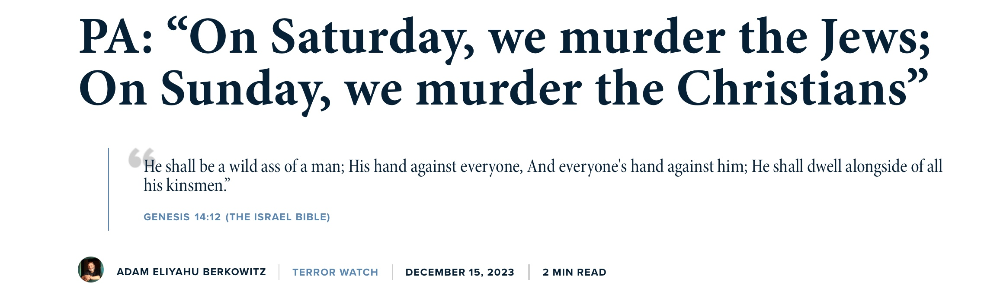 PA: “On Saturday, we murder the Jews;
On Sunday, we murder the Christians”
“He shall be a wild ass of a man; His hand against everyone, And everyone's hand against him; He shall dwell alongside of all
his kinsmen.”
GENESIS 14:12 (THE ISRAEL BIBLE)
ADAM ELIYAHU BERKOWITZ | TERROR WATCH | DECEMBER 15, 2023 | 2 MIN READ